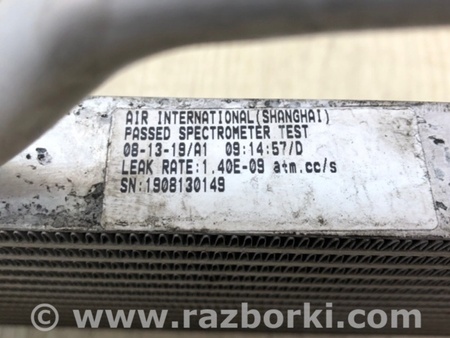 AIR INTERNATIONAL(SHANGHAI)
PASSED SPECTROMETER TEST
08-13-19/A1 09:14:57/D
LEAK RATE:1.40E-09 atm.cc/s
SN:1908130149
© www.razborki.com